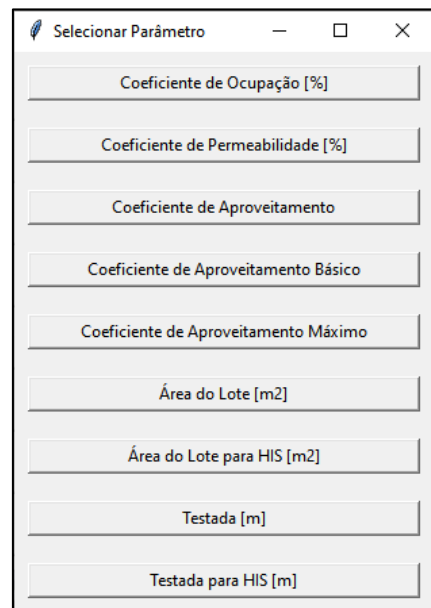 Selecionar Parâmetro
Coeficiente de Ocupação [%]
Coeficiente de Permeabilidade [%]
Coeficiente de Aproveitamento
Coeficiente de Aproveitamento Básico
Coeficiente de Aproveitamento Máximo
Área do Lote [m2]
Área do Lote para HIS [m2]
Testada [m]
Testada para HIS [m]